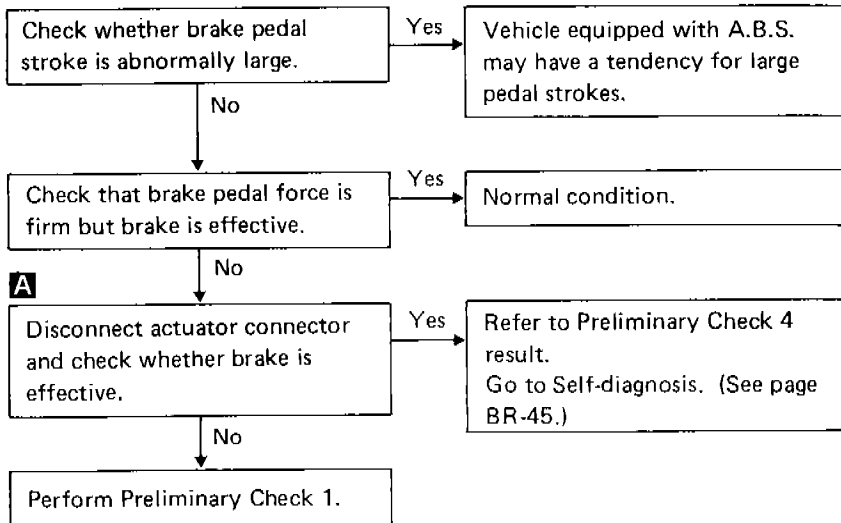 Check whether brake pedal
stroke is abnormally large.
Yes
Vehicle equipped with A.B.S.
may have a tendency for large
pedal strokes.
No
Check that brake pedal force is
firm but brake is effective.
Yes
Normal condition.
No
A
Disconnect actuator connector
and check whether brake is
effective.
Yes
Refer to Preliminary Check 4
result.
Go to Self-diagnosis. (See page
BR-45.)
No
Perform Preliminary Check 1.